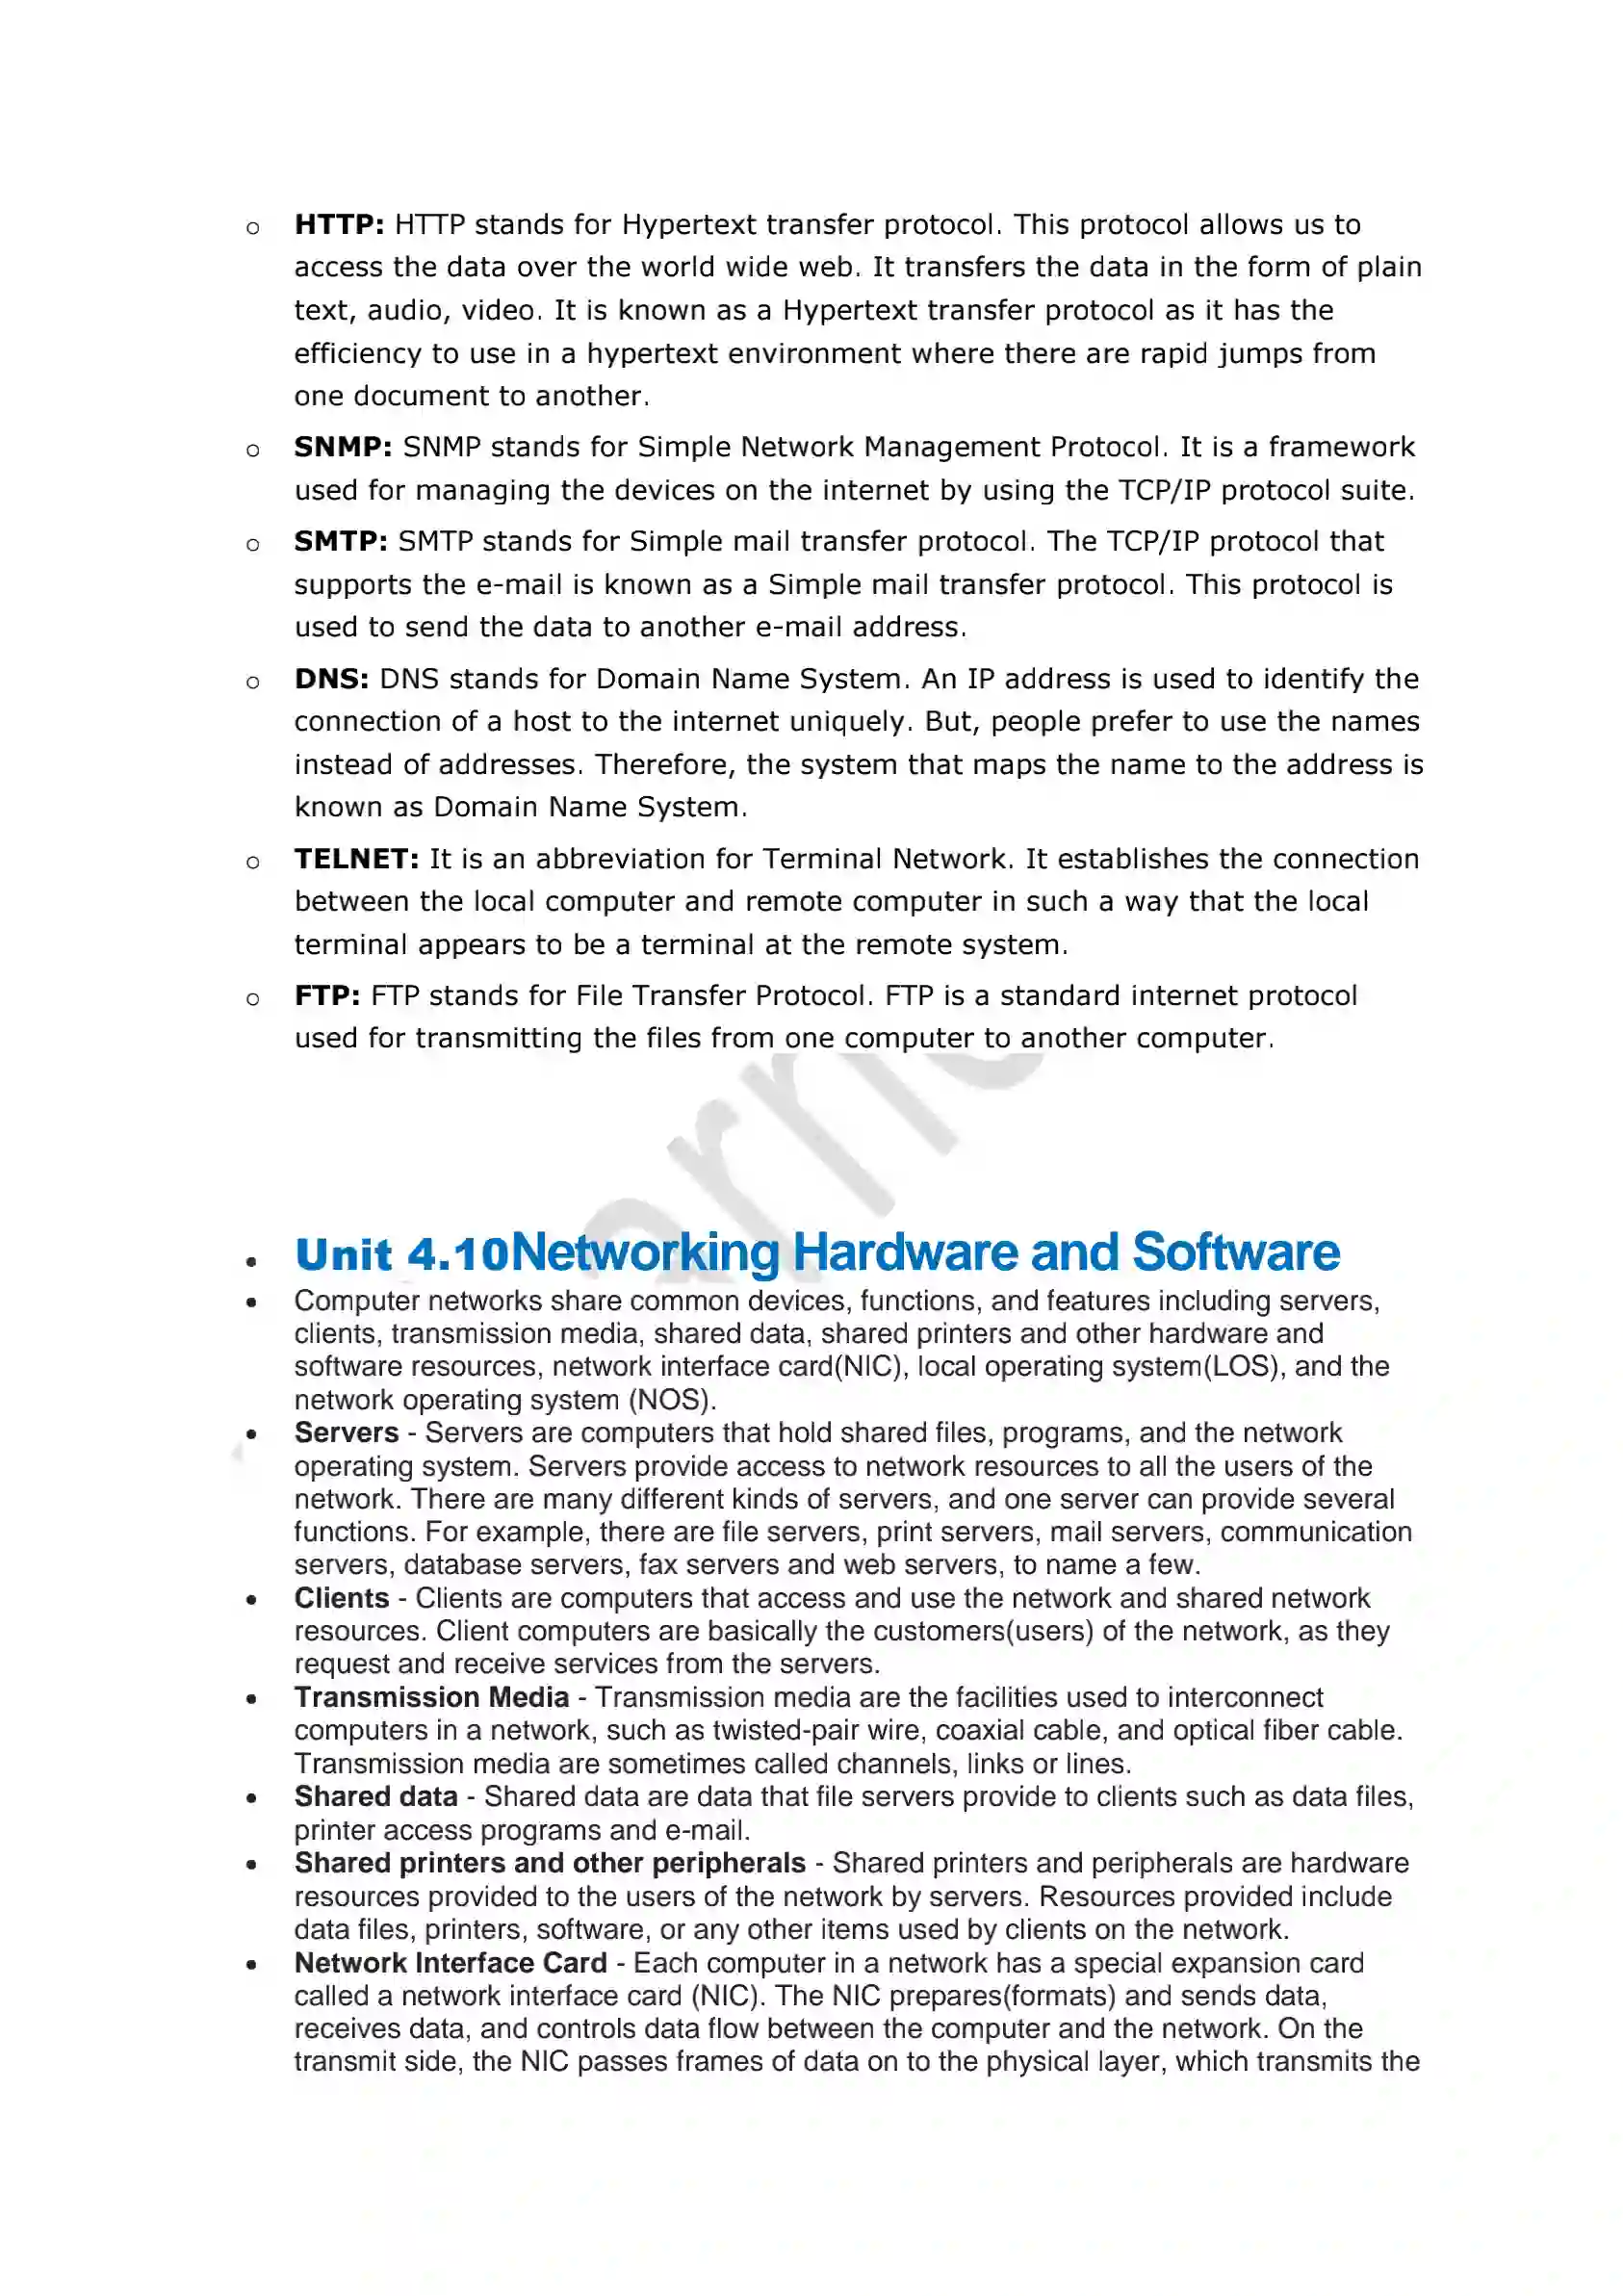 o HTTP: HTTP stands for Hypertext transfer protocol. This protocol allows us to
access the data over the world wide web. It transfers the data in the form of plain
text, audio, video. It is known as a Hypertext transfer protocol as it has the
efficiency to use in a hypertext environment where there are rapid jumps from
one document to another.
o SNMP: SNMP stands for Simple Network Management Protocol. It is a framework
used for managing the devices on the internet by using the TCP/IP protocol suite.
o SMTP: SMTP stands for Simple mail transfer protocol. The TCP/IP protocol that
supports the e-mail is known as a Simple mail transfer protocol. This protocol is
used to send the data to another e-mail address.
o DNS: DNS stands for Domain Name System. An IP address is used to identify the
connection of a host to the internet uniquely. But, people prefer to use the names
instead of addresses. Therefore, the system that maps the name to the address is
known as Domain Name System.
o TELNET: It is an abbreviation for Terminal Network. It establishes the connection
between the local computer and remote computer in such a way that the local
terminal appears to be a terminal at the remote system.
o FTP: FTP stands for File Transfer Protocol. FTP is a standard internet protocol
used for transmitting the files from one computer to another computer.
• Unit 4.10Networking Hardware and Software
• Computer networks share common devices, functions, and features including servers,
clients, transmission media, shared data, shared printers and other hardware and
software resources, network interface card(NIC), local operating system(LOS), and the
network operating system (NOS).
• Servers - Servers are computers that hold shared files, programs, and the network
operating system. Servers provide access to network resources to all the users of the
network. There are many different kinds of servers, and one server can provide several
functions. For example, there are file servers, print servers, mail servers, communication
servers, database servers, fax servers and web servers, to name a few.
• Clients - Clients are computers that access and use the network and shared network
resources. Client computers are basically the customers(users) of the network, as they
request and receive services from the servers.
• Transmission Media - Transmission media are the facilities used to interconnect
computers in a network, such as twisted-pair wire, coaxial cable, and optical fiber cable.
Transmission media are sometimes called channels, links or lines.
• Shared data - Shared data are data that file servers provide to clients such as data files,
printer access programs and e-mail.
• Shared printers and other peripherals - Shared printers and peripherals are hardware
resources provided to the users of the network by servers. Resources provided include
data files, printers, software, or any other items used by clients on the network.
• Network Interface Card - Each computer in a network has a special expansion card
called a network interface card (NIC). The NIC prepares(formats) and sends data,
receives data, and controls data flow between the computer and the network. On the
transmit side, the NIC passes frames of data on to the physical layer, which transmits the